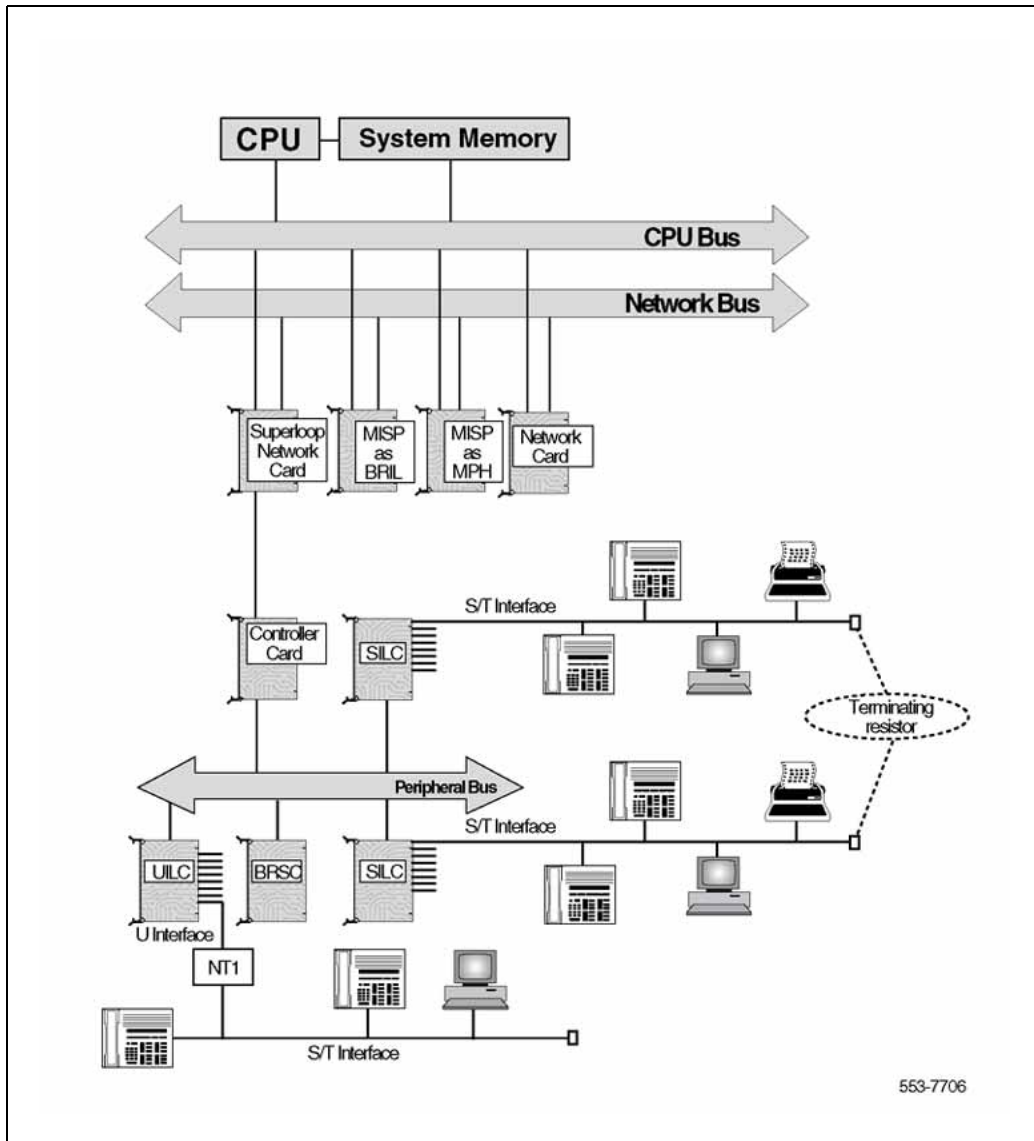 CPU
System Memory
CPU Bus
Network Bus
Superloop
Network
Card
MISP
as
BRIL
MISP
as
MPH
Network
Card
S/T Interface
Controller
Card
SILC
Terminating
resistor
Peripheral Bus
S/T Interface
UILC
BRSC
SILC
U Interface
NT1
S/T Interface
553-7706